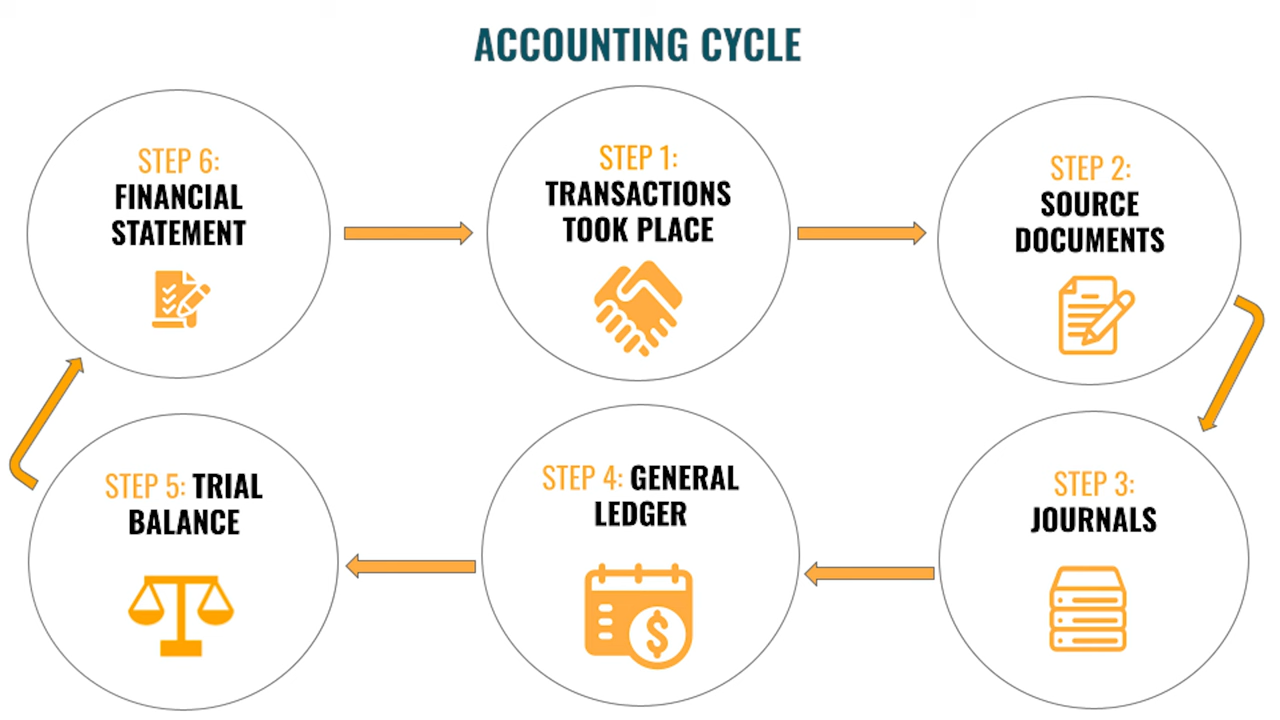 ACCOUNTING CYCLE
STEP 6:
FINANCIAL
STATEMENT
STEP 1:
TRANSACTIONS
TOOK PLACE
STEP 2:
SOURCE
DOCUMENTS
STEP 5: TRIAL
BALANCE
STEP 4: GENERAL
LEDGER
$
STEP 3:
JOURNALS